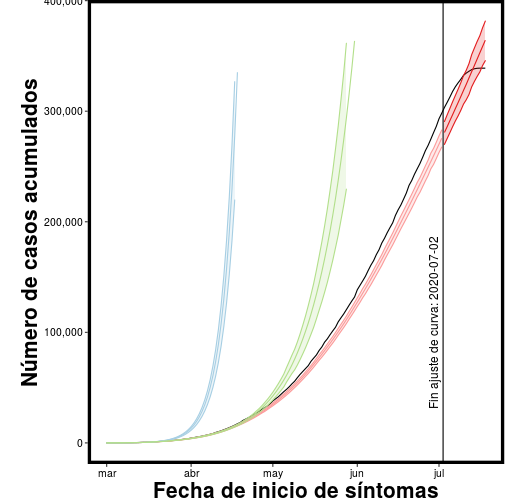 400,000
300,000
200,000
100,000
0
Número de casos acumulados
Fin ajuste de curva: 2020-07-02
mar abr may jun jul
Fecha de inicio de síntomas